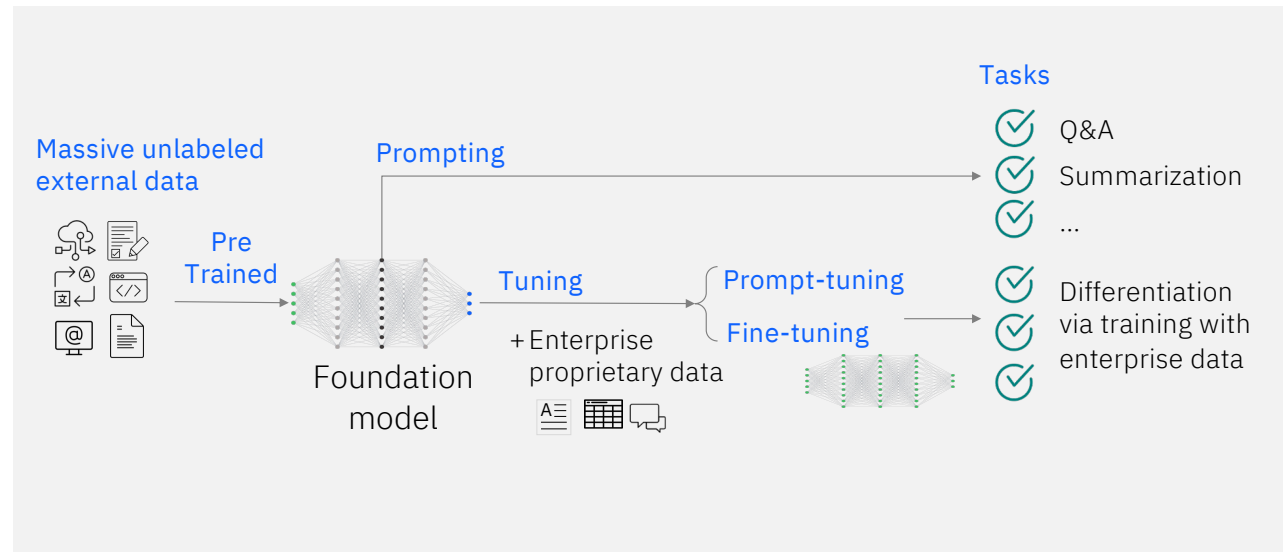 Tasks
Q&A
Summarization
...
Massive unlabeled
external data
Prompting
Pre
Trained
A
文
</>
@
Foundation
model
Tuning
+ Enterprise
proprietary data
A
Prompt-tuning
Fine-tuning
Differentiation
via training with
enterprise data